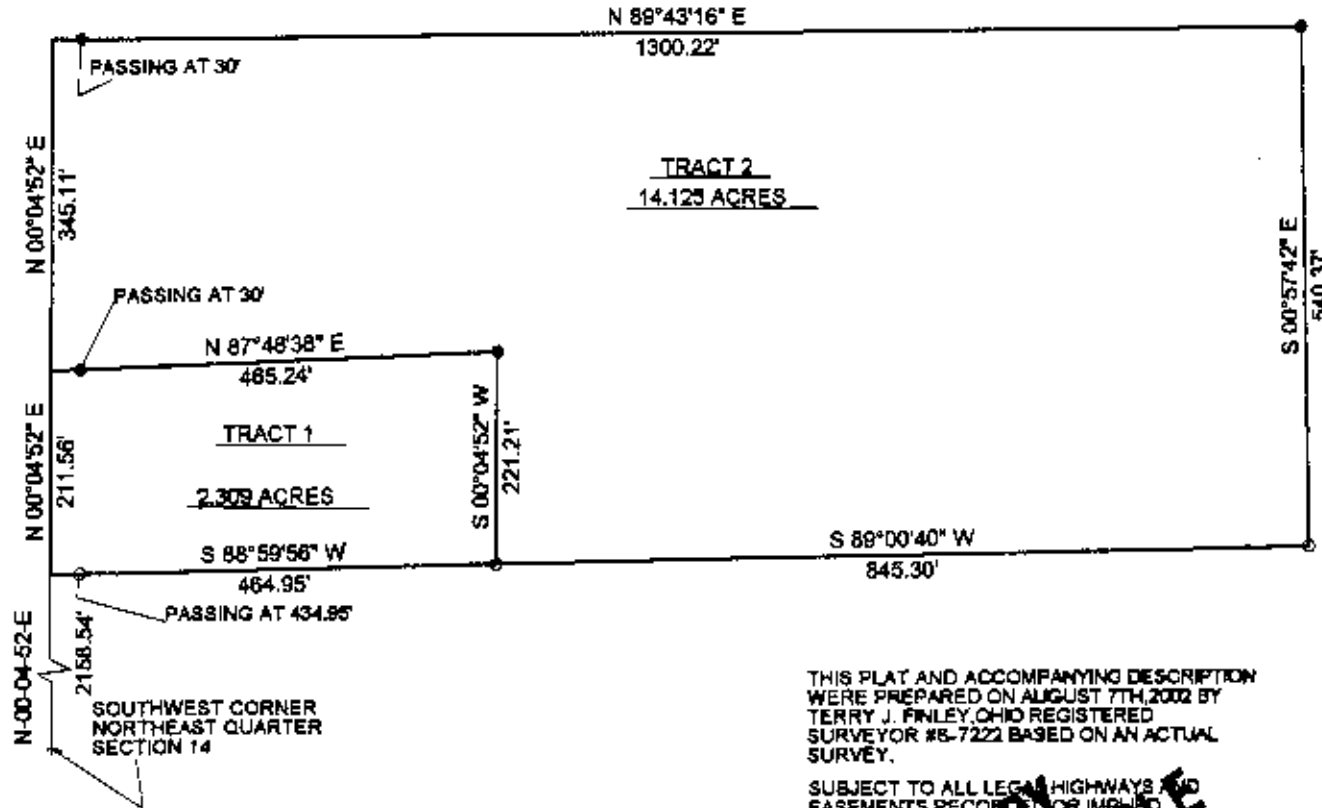 N 89°43'16" E
1300.22'
PASSING AT 30'
N 00°04'52" E
345.11'
TRACT 2
14.125 ACRES
S 00°57'42" E
540.37'
PASSING AT 30'
N 87°48'38" E
465.24'
N 00°04'52" E
211.56'
TRACT 1
2.309 ACRES
S 00°04'52" W
221.21'
S 88°59'56" W
464.95'
S 89°00'40" W
845.30'
PASSING AT 434.95'
N-00-04-52-E
2158.54'
SOUTHWEST CORNER
NORTHEAST QUARTER
SECTION 14
THIS PLAT AND ACCOMPANYING DESCRIPTION
WERE PREPARED ON AUGUST 7TH,2002 BY
TERRY J. FINLEY,OHIO REGISTERED
SURVEYOR #S-7222 BASED ON AN ACTUAL
SURVEY.
SUBJECT TO ALL LEGAL HIGHWAYS AND
EASEMENTS